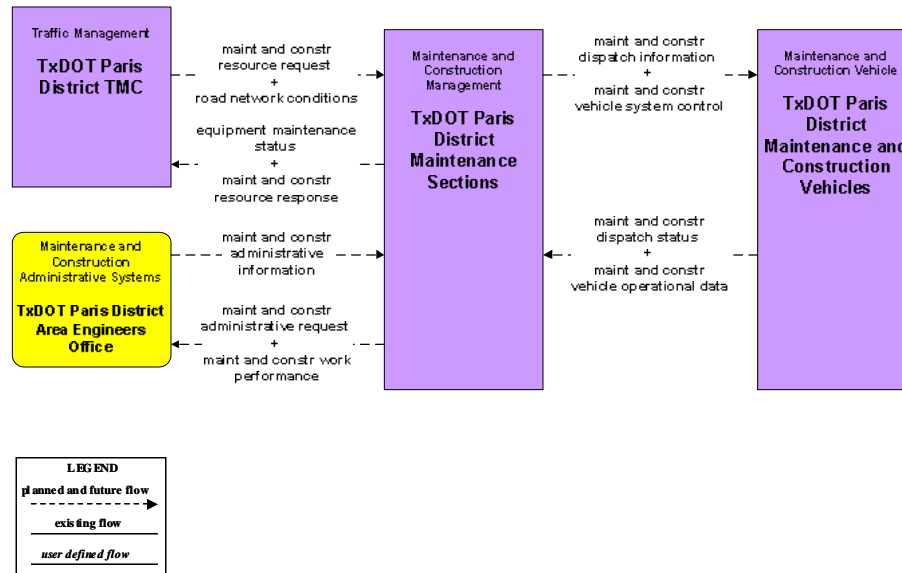 Traffic Management
TxDOT Paris
District TMC
maint and constr
resource request
+
road network conditions
equipment maintenance
status
+
maint and constr
resource response
Maintenance and
Construction
Administrative Systems
TxDOT Paris District
Area Engineers
Office
maint and constr
administrative
information
maint and constr
administrative request
+
maint and constr work
performance
Maintenance and
Construction
Management
TxDOT Paris
District
Maintenance
Sections
maint and constr
dispatch information
+
maint and constr
vehicle system control
maint and constr
dispatch status
+
maint and constr
vehicle operational data
Maintenance and
Construction Vehicle
TxDOT Paris
District
Maintenance and
Construction
Vehicles
LEGEND
planned and future flow
existing flow
user defined flow